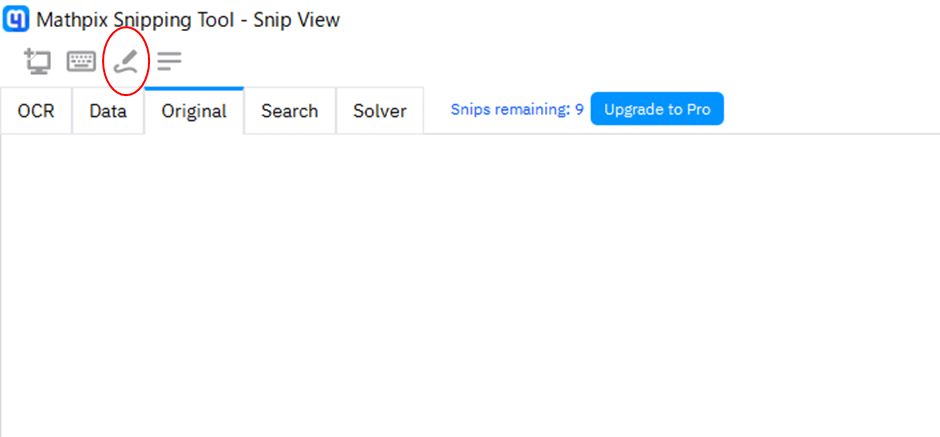 Mathpix Snipping Tool - Snip View
OCR Data Original Search Solver Snips remaining: 9 Upgrade to Pro